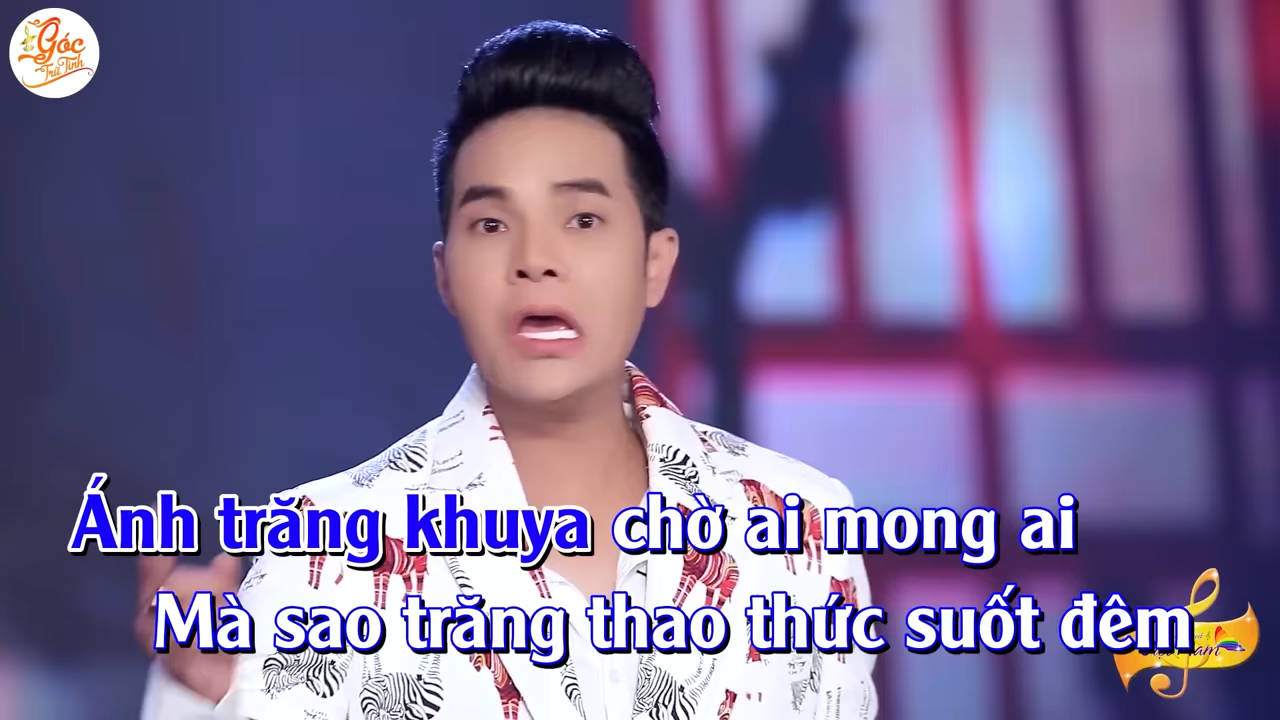 Góc
Trữ Tình
Ánh trăng khuya chờ ai mong ai
Mà sao trăng thao thức suốt đêm